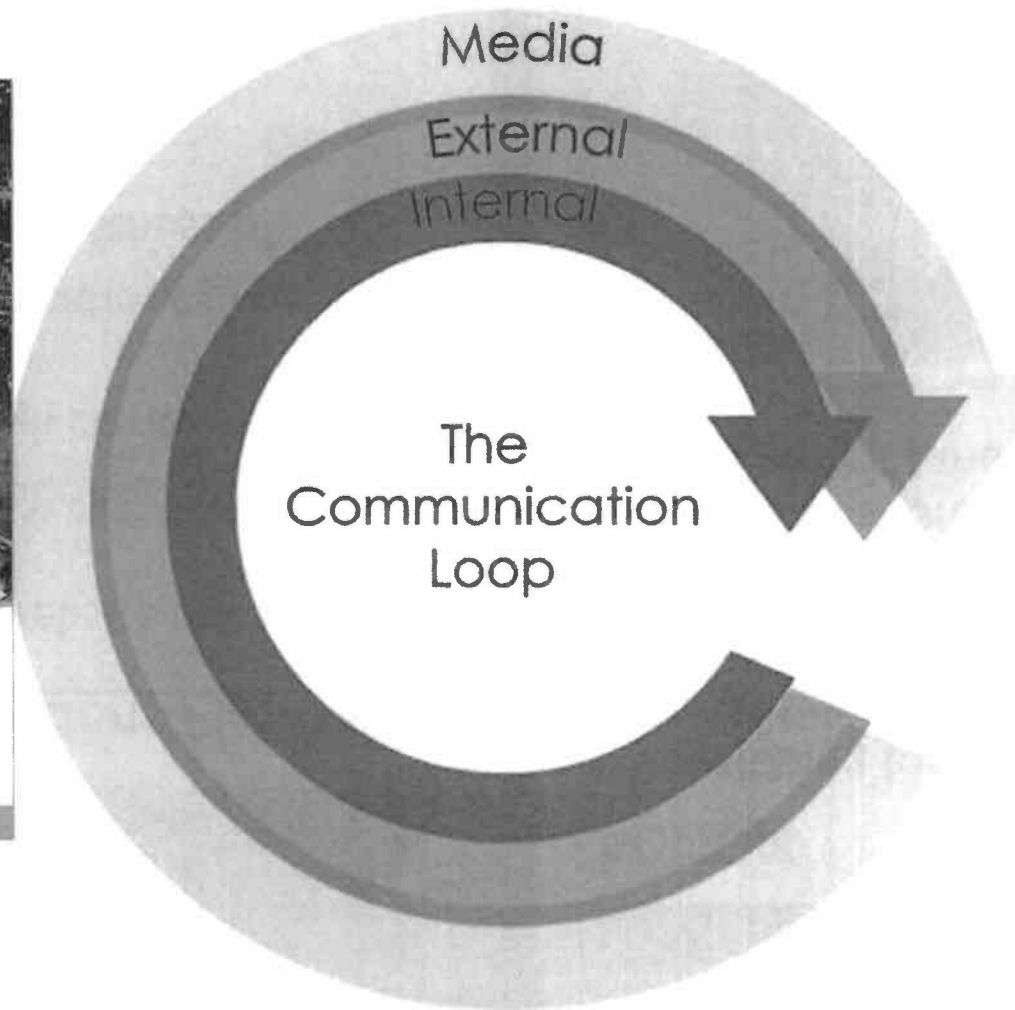 Media
External
Internal
The
Communication
Loop